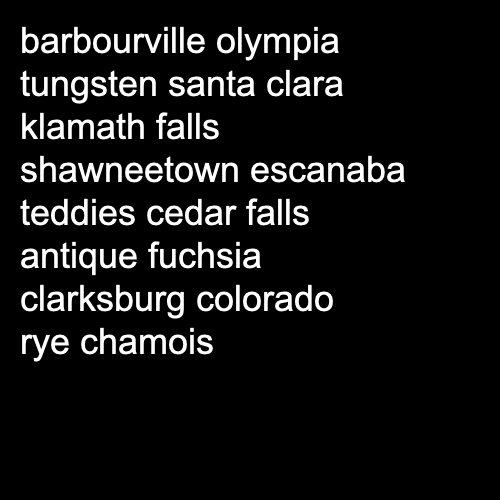 barbourville olympia
tungsten santa clara
klamath falls
shawneetown escanaba
teddies cedar falls
antique fuchsia
clarksburg colorado
rye chamois